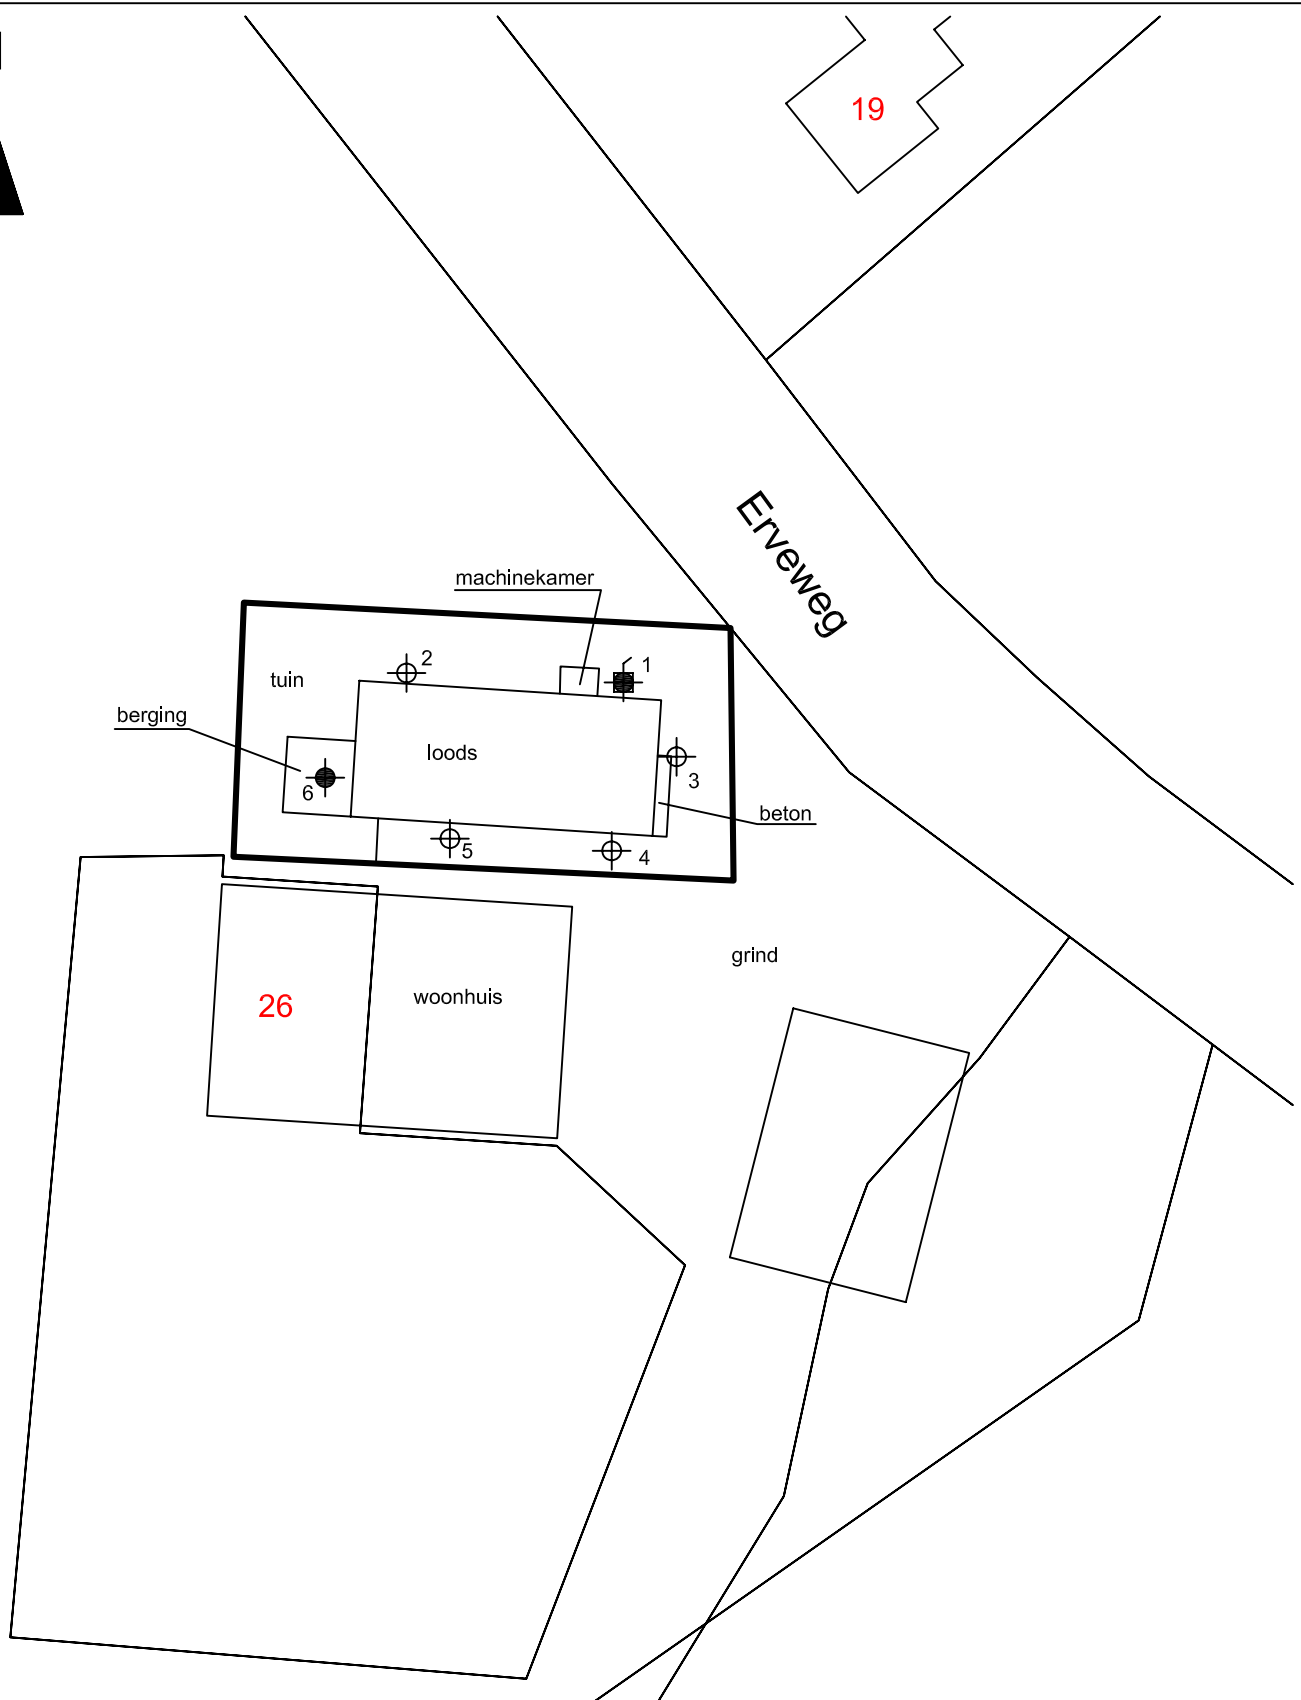 19
Erveweg
machinekamer
1
2
tuin
berging
loods
3
6
beton
5
4
grind
26
woonhuis